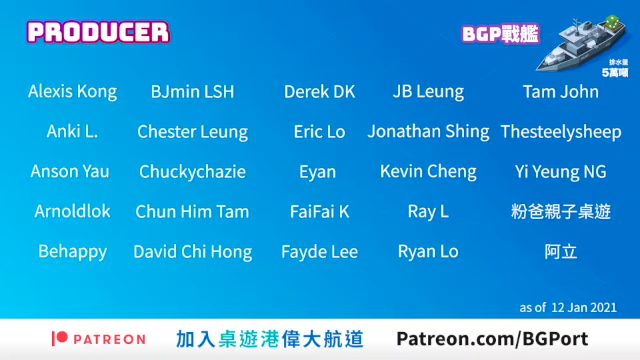 PRODUCER
BGP戰艦
排水量
5萬噸
Alexis Kong BJmin LSH Derek DK JB Leung Tam John
Anki L. Chester Leung Eric Lo Jonathan Shing Thesteelysheep
Anson Yau Chuckychazie Eyan Kevin Cheng Yi Yeung NG
Arnoldlok Chun Him Tam FaiFai K Ray L 粉爸親子桌遊
Behappy David Chi Hong Fayde Lee Ryan Lo 阿立
as of 12 Jan 2021
PATREON 加入桌遊港偉大航道 Patreon.com/BGPort